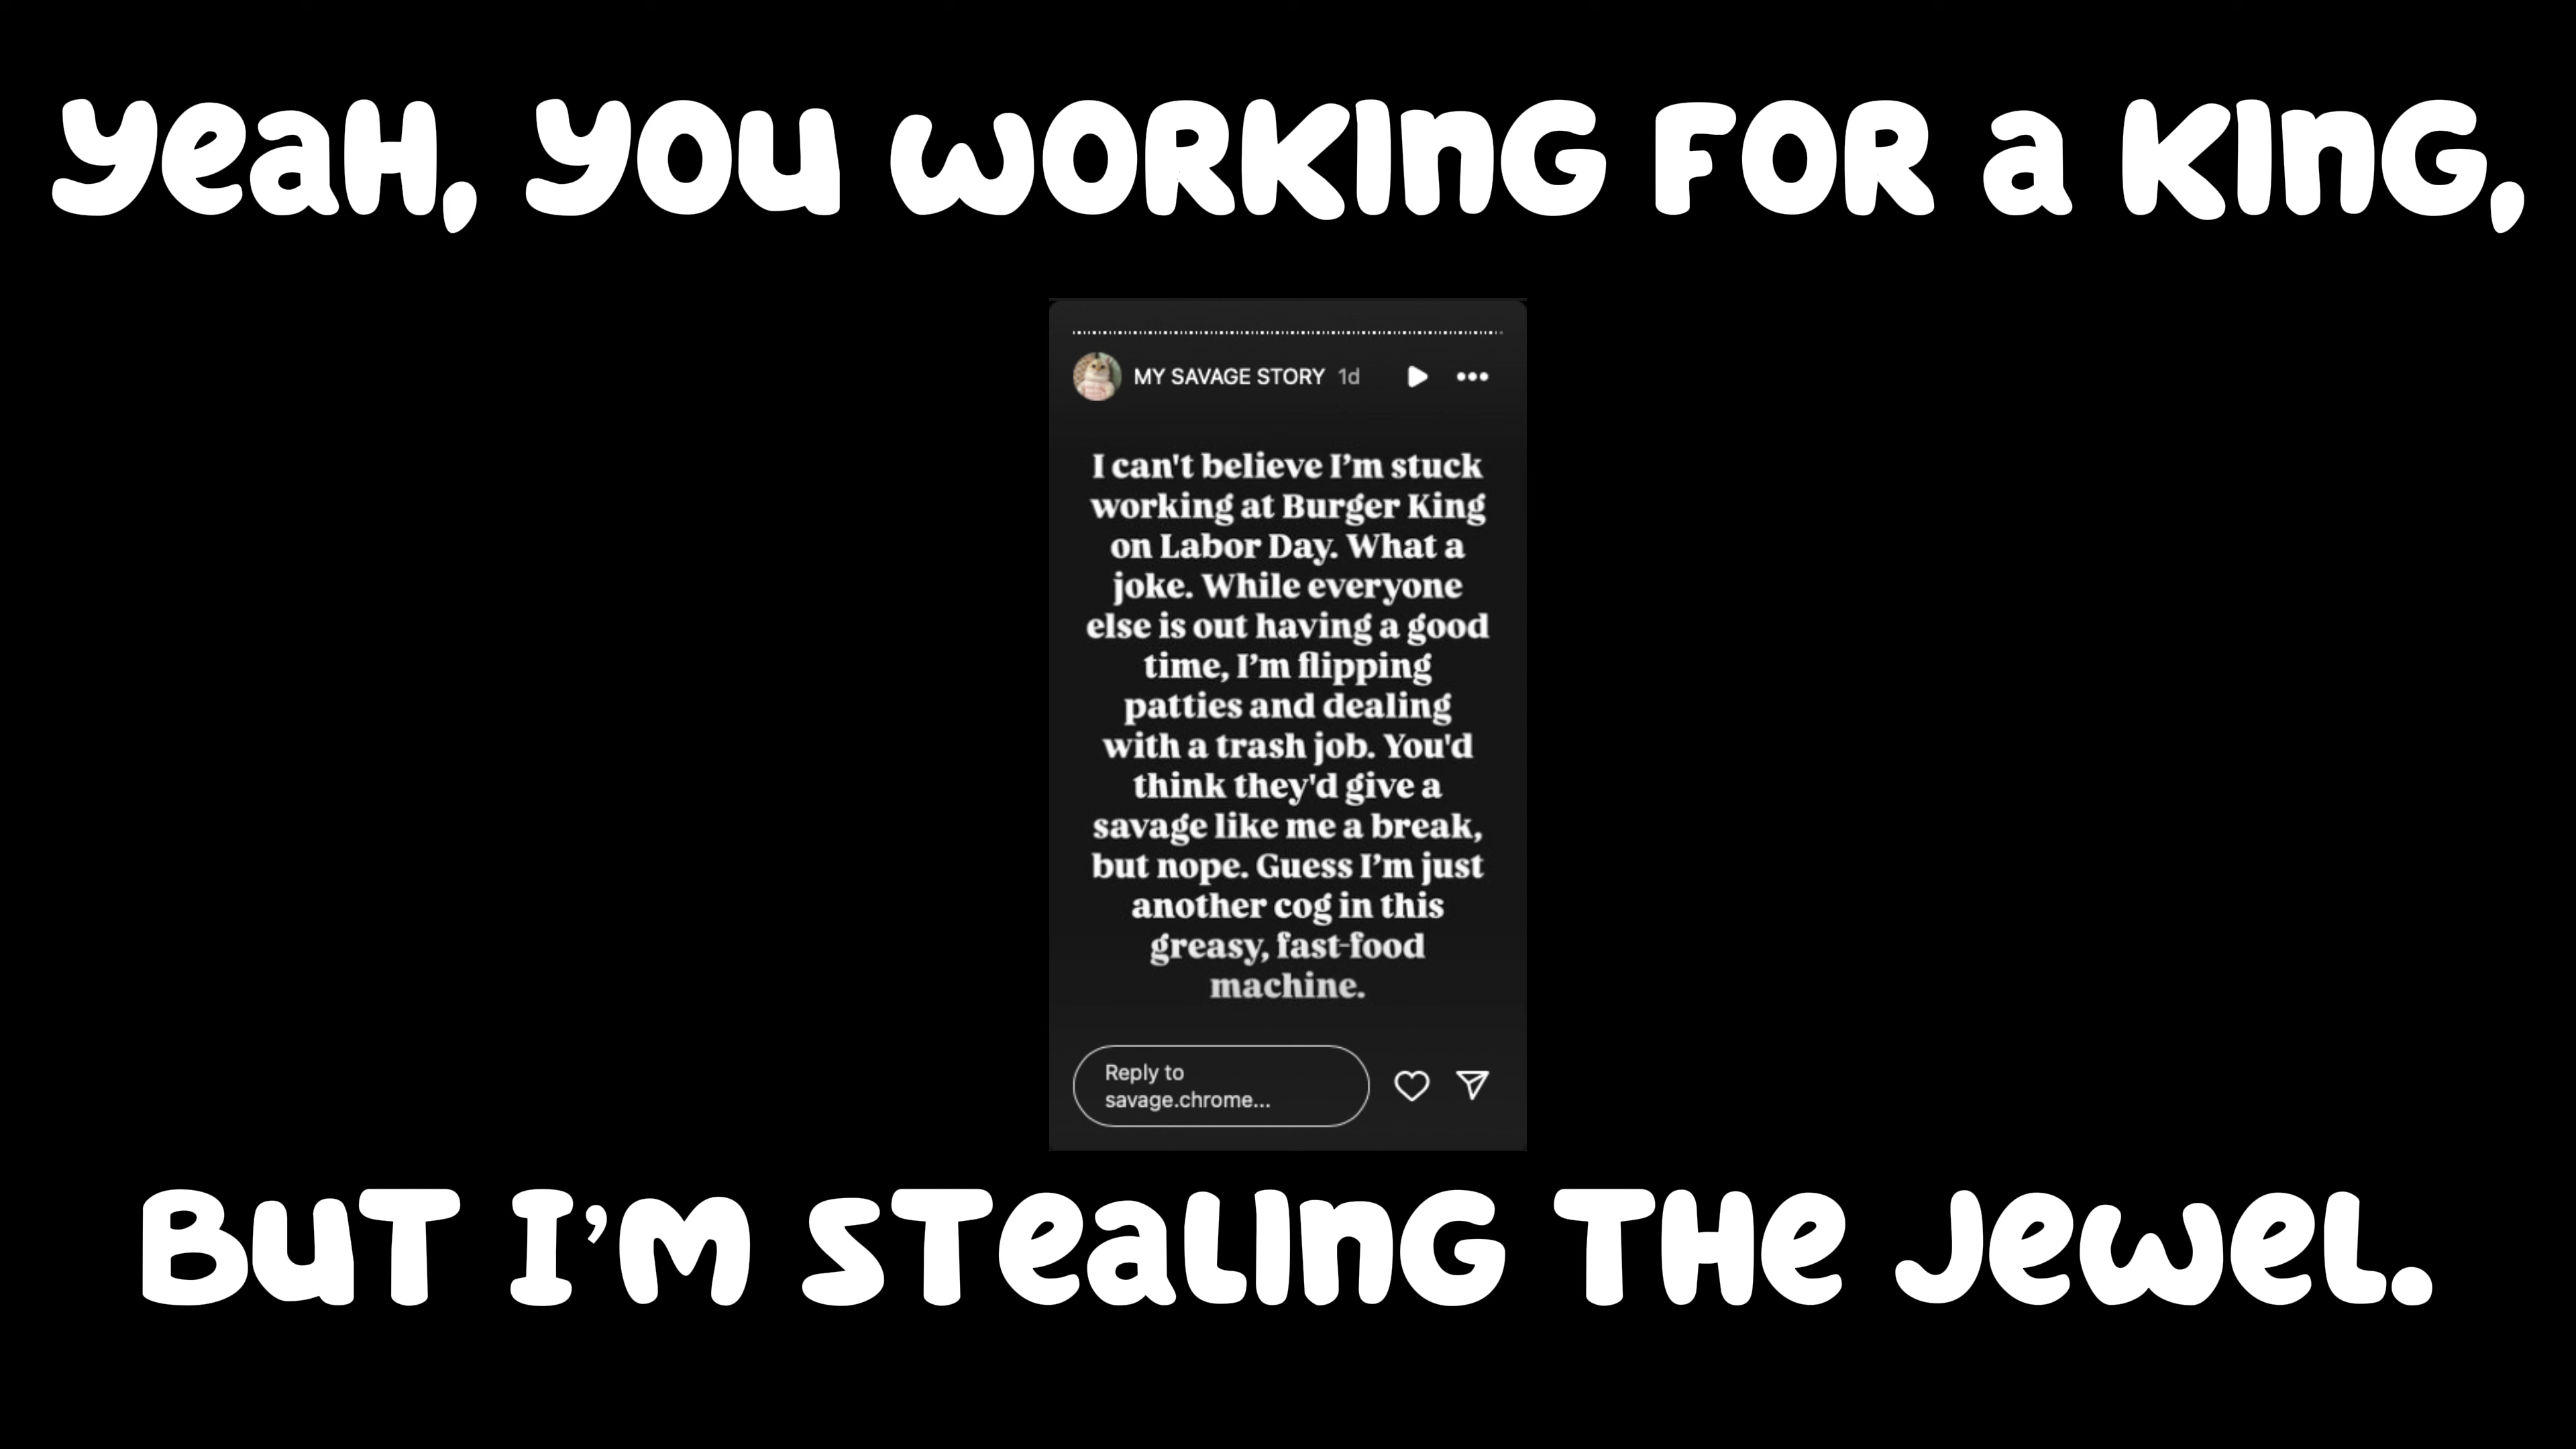 Yeah, you working for a king,
MY SAVAGE STORY 1d
I can't believe I’m stuck
working at Burger King
on Labor Day. What a
joke. While everyone
else is out having a good
time, I’m flipping
patties and dealing
with a trash job. You'd
think they'd give a
savage like me a break,
but nope. Guess I’m just
another cog in this
greasy, fast-food
machine.
Reply to
savage.chrome...
But I’m stealing the jewel.